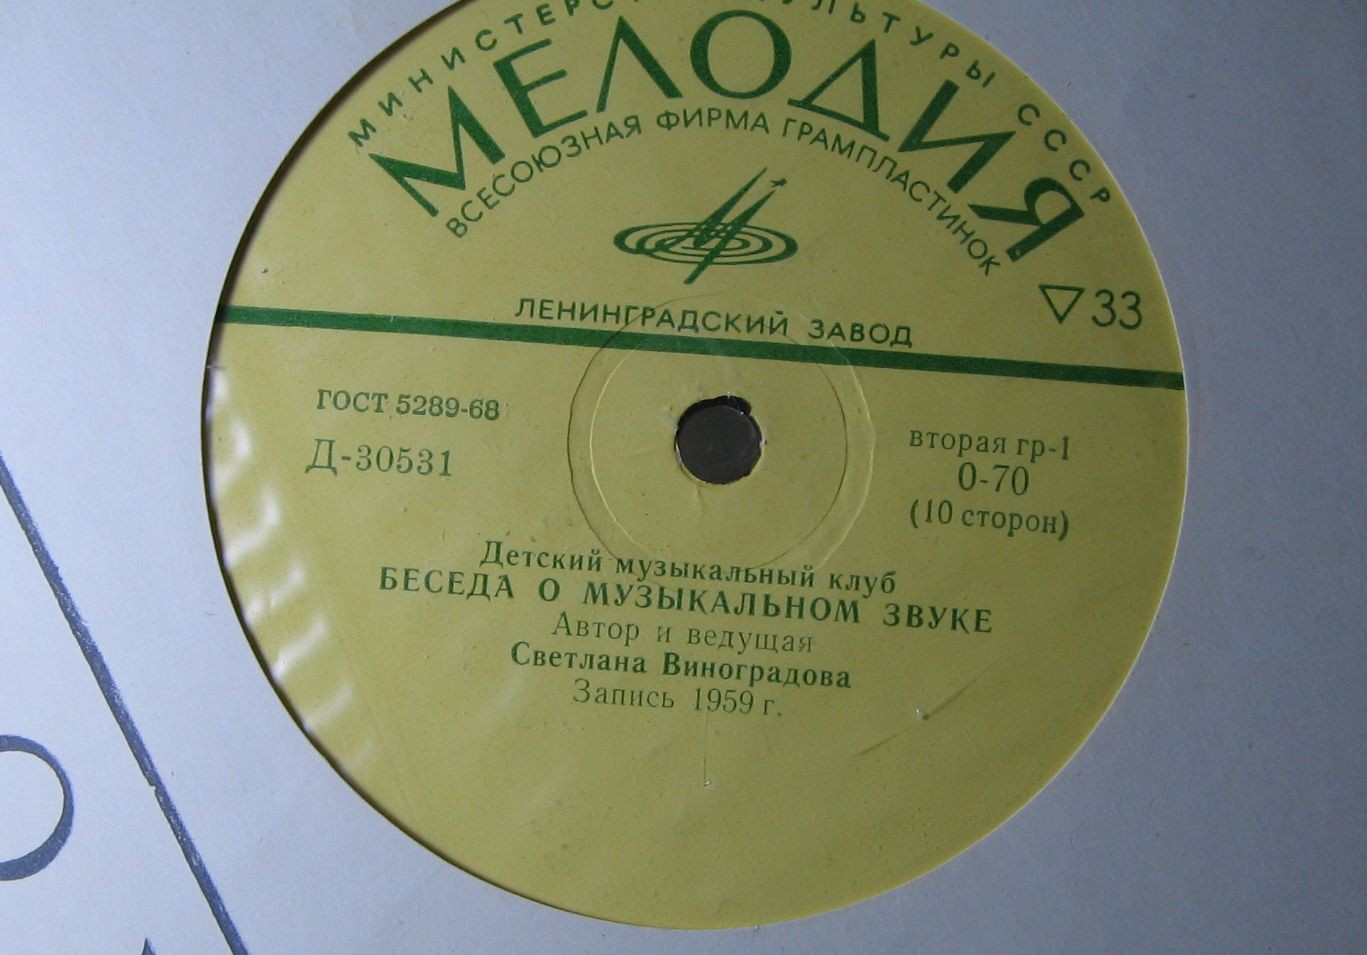 МИНИСТЕРСТВО КУЛЬТУРЫ СССР
МЕЛОДИЯ
ВСЕСОЮЗНАЯ ФИРМА ГРАМПЛАСТИНОК
33
ЛЕНИНГРАДСКИЙ ЗАВОД
ГОСТ 5289-68
Д-30531
вторая гр-1
0-70
(10 сторон)
Детский музыкальный клуб
БЕСЕДА О МУЗЫКАЛЬНОМ ЗВУКЕ
Автор и ведущая
Светлана Виноградова
Запись 1959 г.